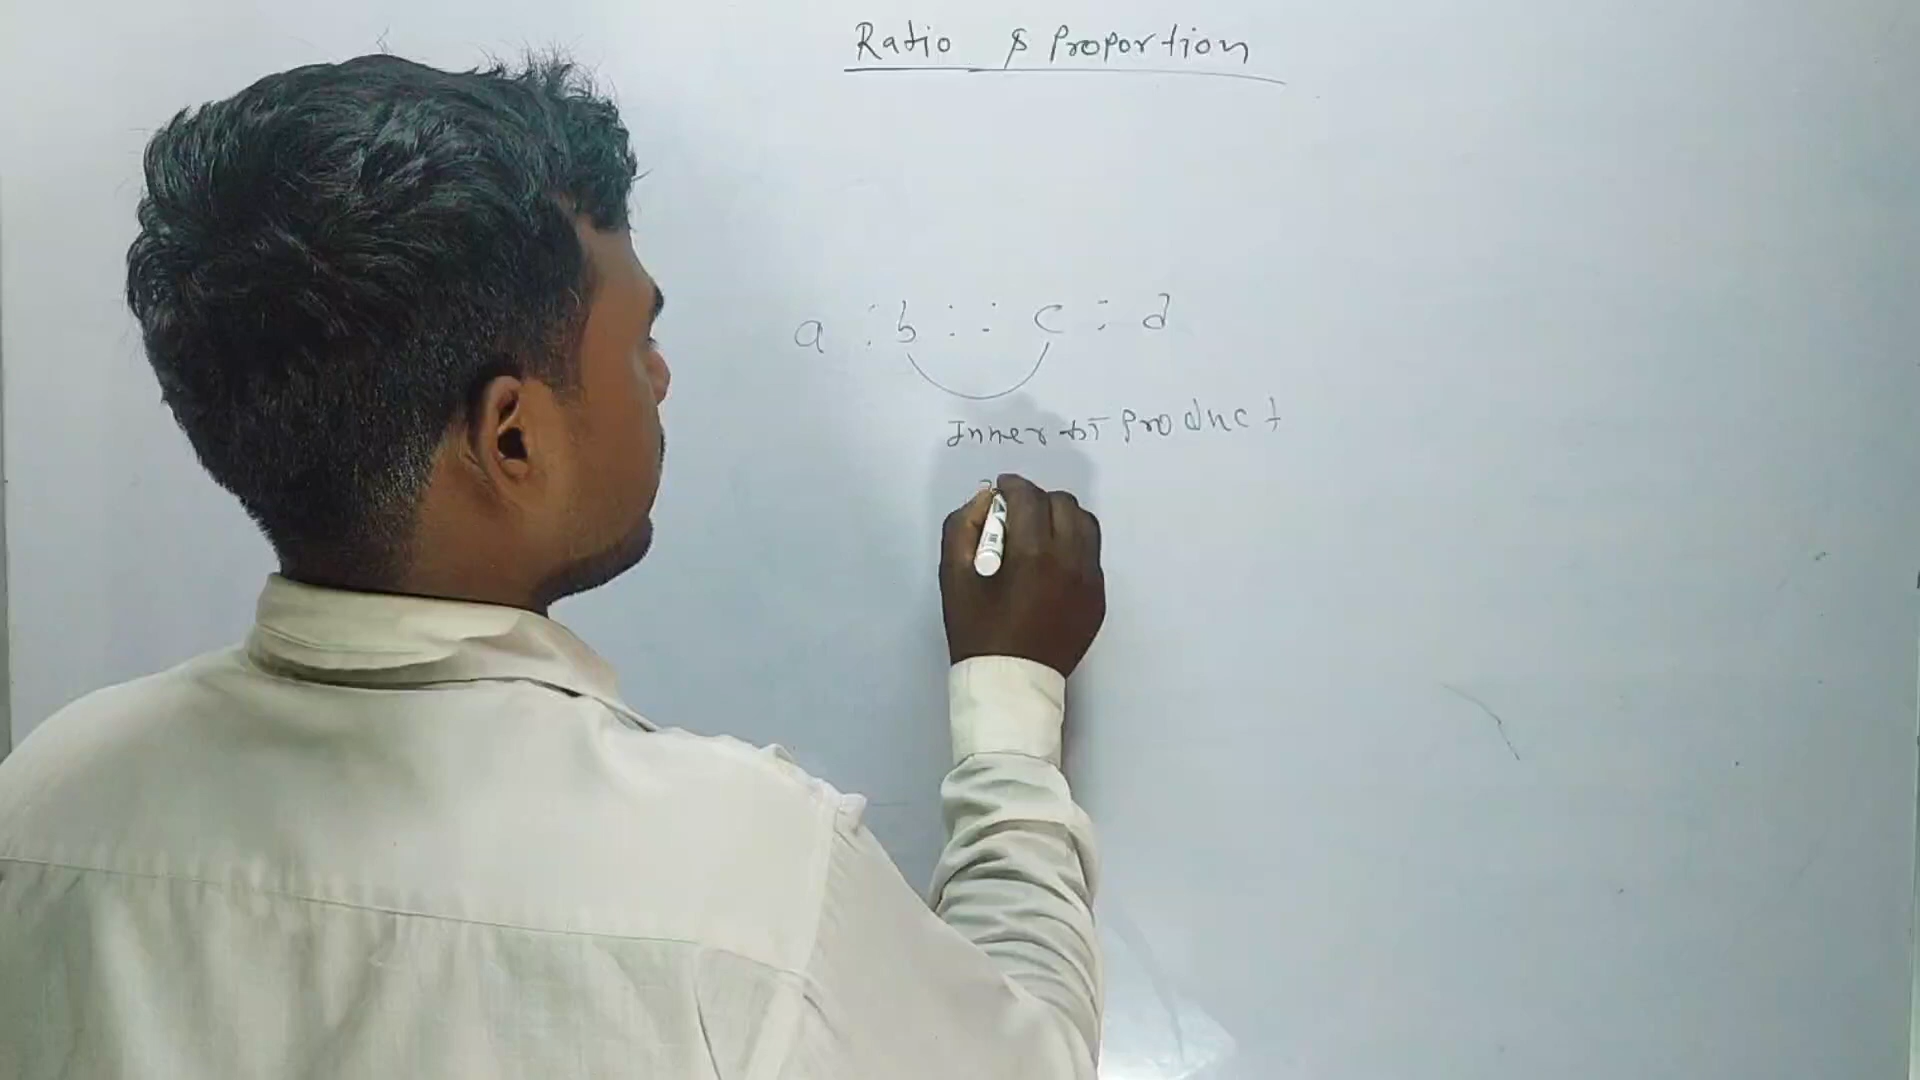 Ratio & Proportion
a : b : : c : d
Inner Product